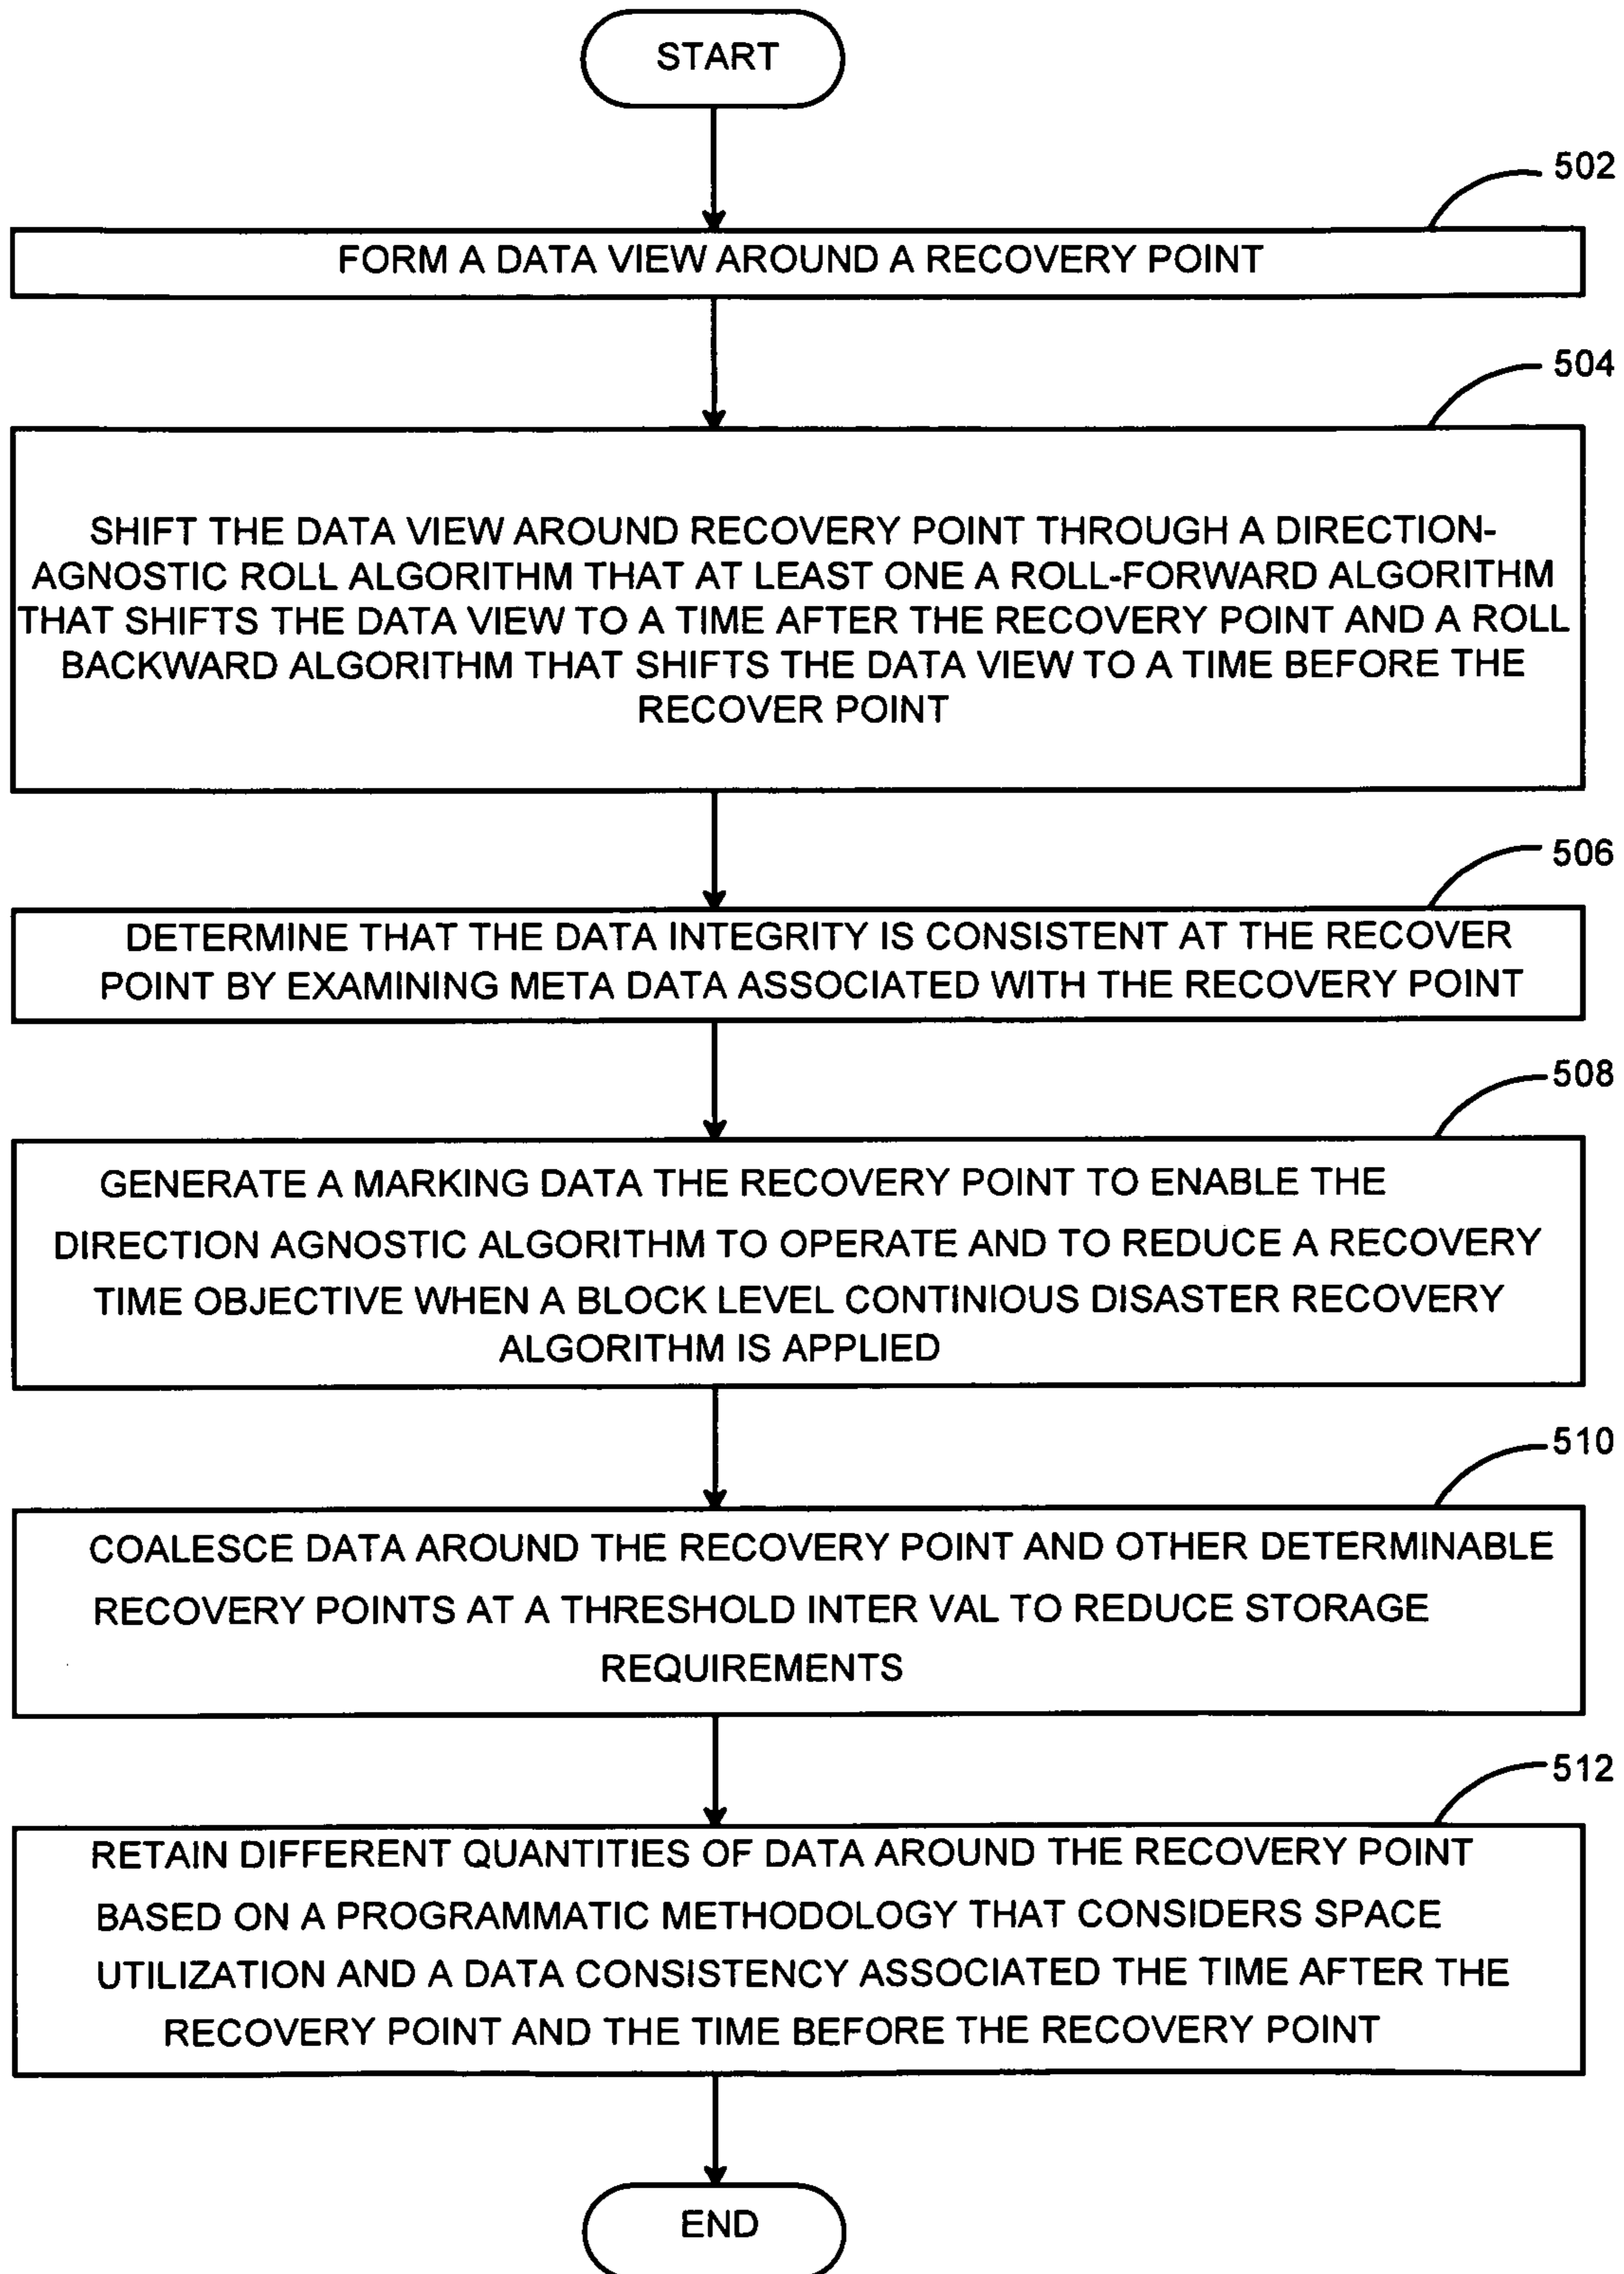 START
502
FORM A DATA VIEW AROUND A RECOVERY POINT
504
SHIFT THE DATA VIEW AROUND RECOVERY POINT THROUGH A DIRECTION-
AGNOSTIC ROLL ALGORITHM THAT AT LEAST ONE A ROLL-FORWARD ALGORITHM
THAT SHIFTS THE DATA VIEW TO A TIME AFTER THE RECOVERY POINT AND A ROLL
BACKWARD ALGORITHM THAT SHIFTS THE DATA VIEW TO A TIME BEFORE THE
RECOVER POINT
506
DETERMINE THAT THE DATA INTEGRITY IS CONSISTENT AT THE RECOVER
POINT BY EXAMINING META DATA ASSOCIATED WITH THE RECOVERY POINT
508
GENERATE A MARKING DATA THE RECOVERY POINT TO ENABLE THE
DIRECTION AGNOSTIC ALGORITHM TO OPERATE AND TO REDUCE A RECOVERY
TIME OBJECTIVE WHEN A BLOCK LEVEL CONTINIOUS DISASTER RECOVERY
ALGORITHM IS APPLIED
510
COALESCE DATA AROUND THE RECOVERY POINT AND OTHER DETERMINABLE
RECOVERY POINTS AT A THRESHOLD INTER VAL TO REDUCE STORAGE
REQUIREMENTS
512
RETAIN DIFFERENT QUANTITIES OF DATA AROUND THE RECOVERY POINT
BASED ON A PROGRAMMATIC METHODOLOGY THAT CONSIDERS SPACE
UTILIZATION AND A DATA CONSISTENCY ASSOCIATED THE TIME AFTER THE
RECOVERY POINT AND THE TIME BEFORE THE RECOVERY POINT
END